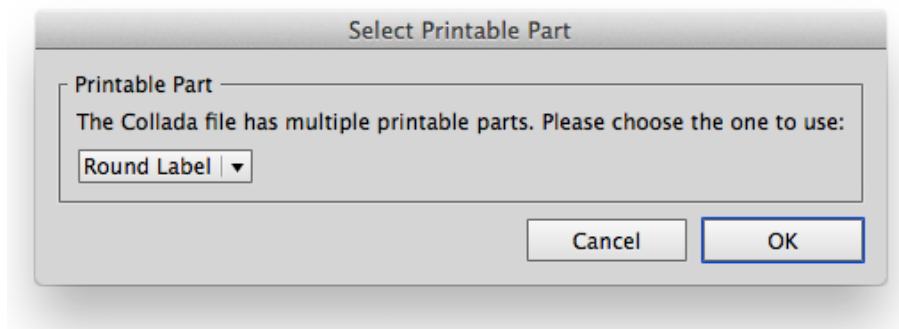 Select Printable Part
Printable Part
The Collada file has multiple printable parts. Please choose the one to use:
Round Label
Cancel
OK